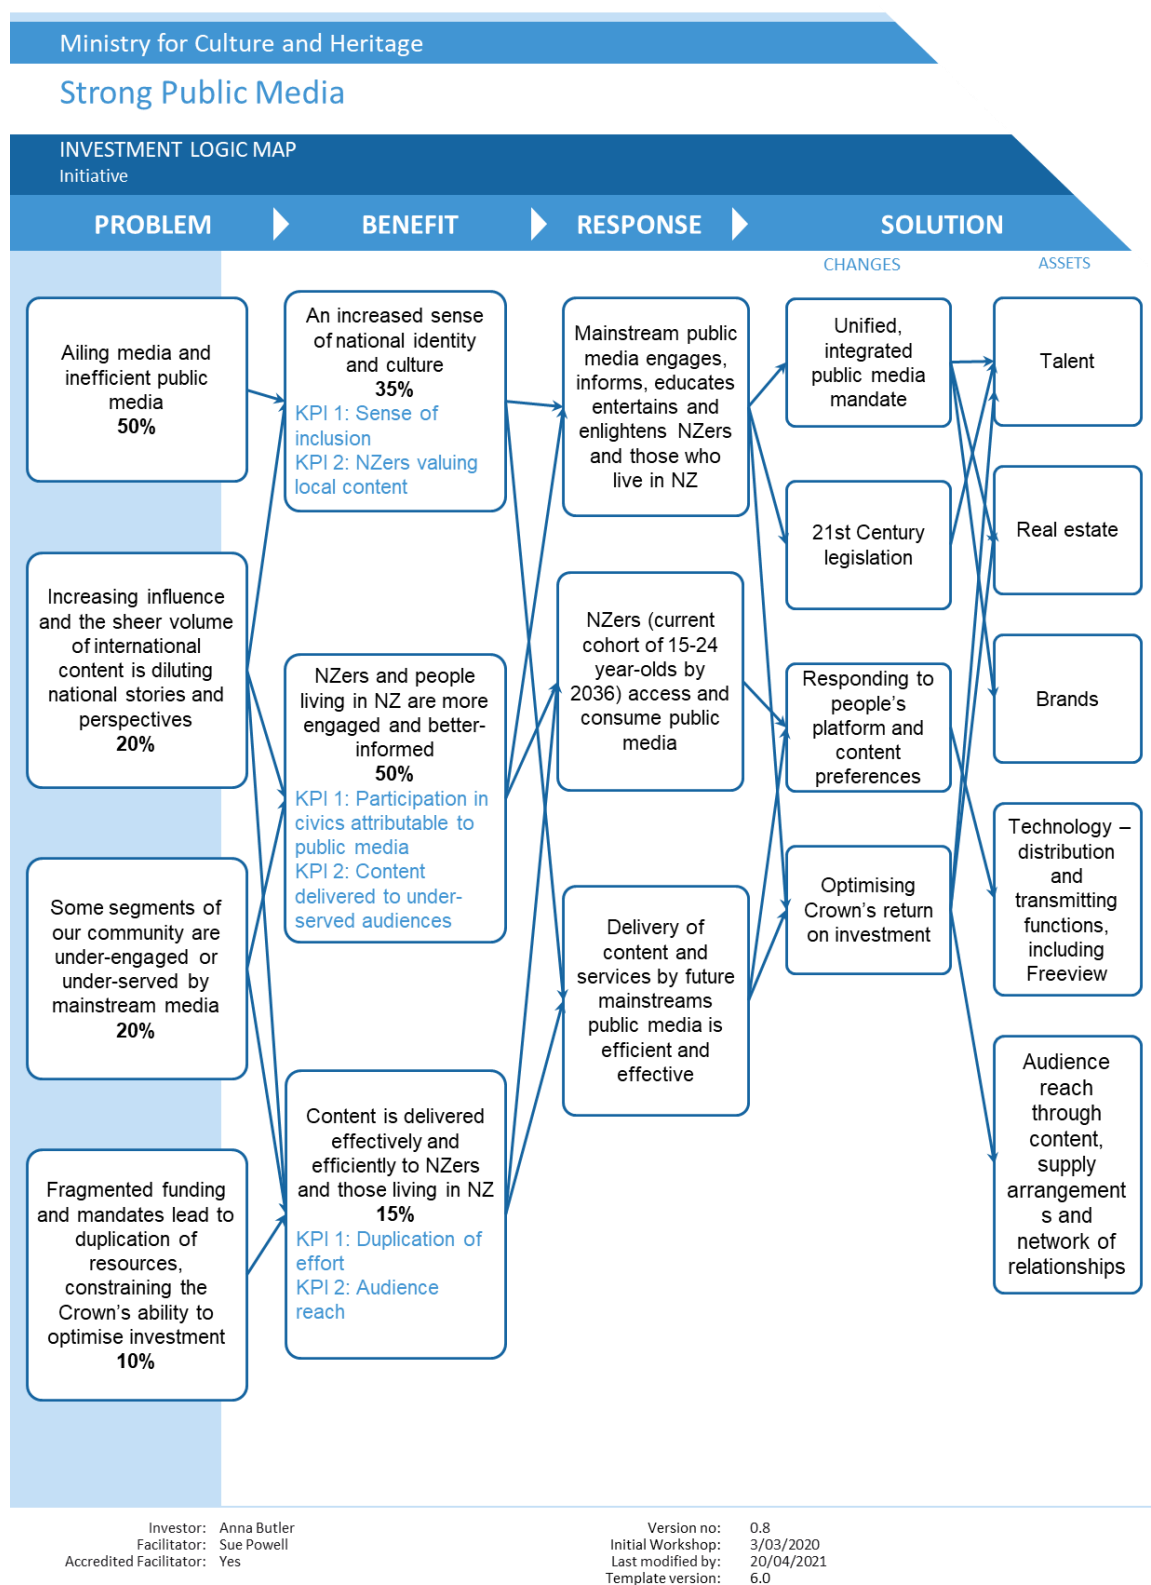 Ministry for Culture and Heritage
Strong Public Media
INVESTMENT LOGIC MAP
Initiative
PROBLEM
BENEFIT
RESPONSE
SOLUTION
CHANGES
ASSETS
Ailing media and
inefficient public
media
50%
Increasing influence
and the sheer volume
of international
content is diluting
national stories and
perspectives
20%
Some segments of
our community are
under-engaged or
under-served by
mainstream media
20%
Fragmented funding
and mandates lead to
duplication of
resources,
constraining the
Crown's ability to
optimise investment
10%
An increased sense
of national identity
and culture
35%
KPI 1: Sense of
inclusion
KPI 2: NZers valuing
local content
NZers and people
living in NZ are more
engaged and better-
informed
50%
KPI 1: Participation in
civics attributable to
public media
KPI 2: Content
delivered to under-
served audiences
Content is delivered
effectively and
efficiently to NZers
and those living in NZ
15%
KPI 1: Duplication of
effort
KPI 2: Audience
reach
Mainstream public
media engages,
informs, educates
entertains and
enlightens NZers
and those who
live in NZ
NZers (current
cohort of 15-24
year-olds by
2036) access and
consume public
media
Delivery of
content and
services by future
mainstreams
public media is
efficient and
effective
Unified,
integrated
public media
mandate
21st Century
legislation
Responding to
people's
platform and
content
preferences
Optimising
Crown's return
on investment
Talent
Real estate
Brands
Technology –
distribution
and
transmitting
functions,
including
Freeview
Audience
reach
through
content,
supply
arrangement
s and
network of
relationships
Investor: Anna Butler
Facilitator: Sue Powell
Accredited Facilitator: Yes
Version no: 0.8
Initial Workshop: 3/03/2020
Last modified by: 20/04/2021
Template version: 6.0